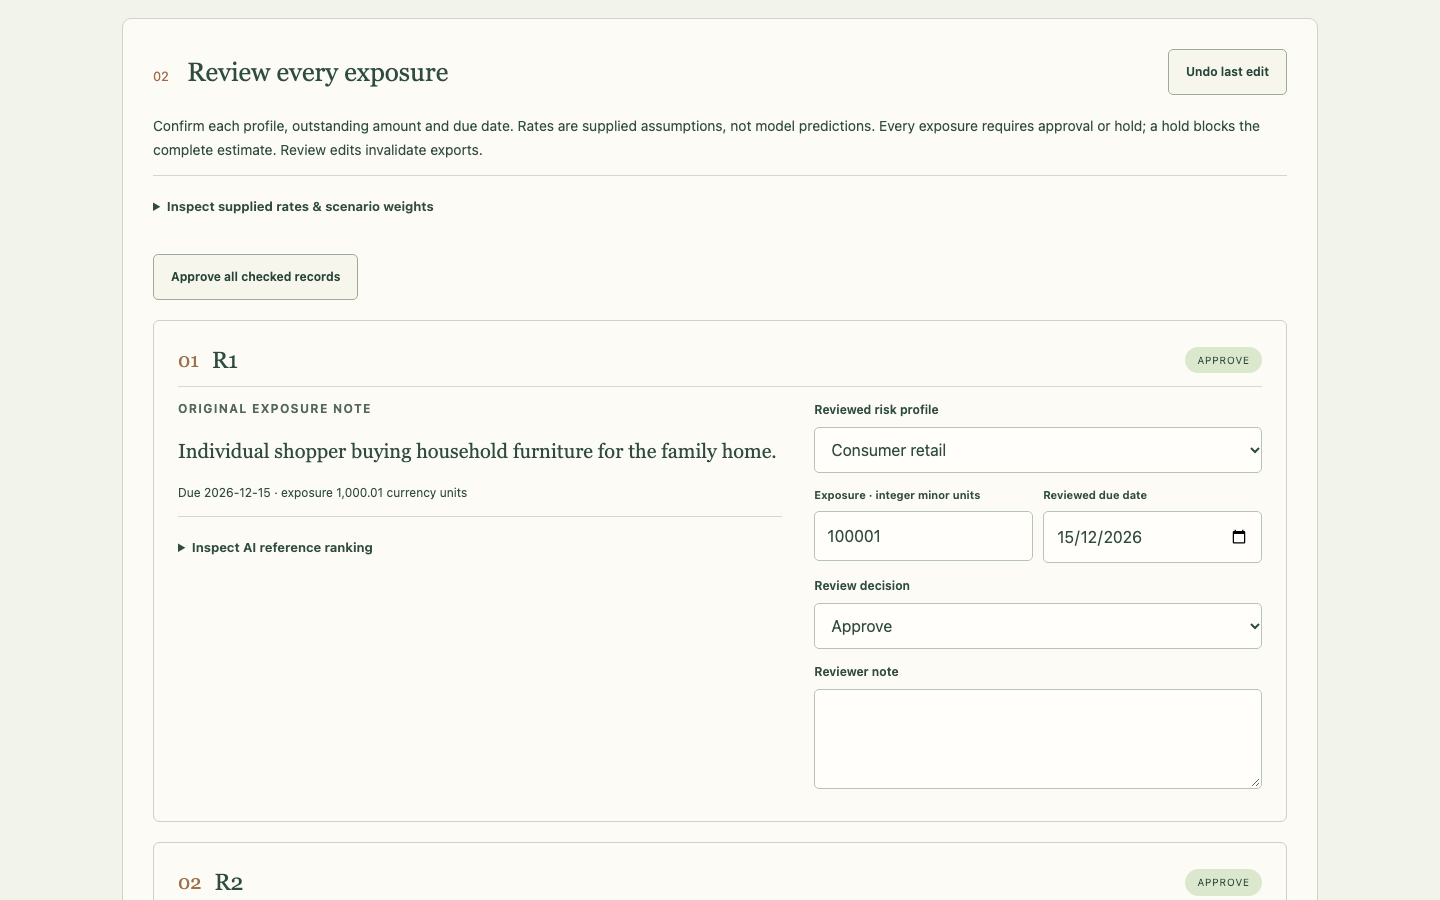 02 Review every exposure
Undo last edit
Confirm each profile, outstanding amount and due date. Rates are supplied assumptions, not model predictions. Every exposure requires approval or hold; a hold blocks the
complete estimate. Review edits invalidate exports.
Inspect supplied rates & scenario weights
Approve all checked records
01 R1
APPROVE
ORIGINAL EXPOSURE NOTE
Individual shopper buying household furniture for the family home.
Due 2026-12-15 · exposure 1,000.01 currency units
Inspect AI reference ranking
Reviewed risk profile
Consumer retail
Exposure · integer minor units
100001
Reviewed due date
15/12/2026
Review decision
Approve
Reviewer note
02 R2
APPROVE